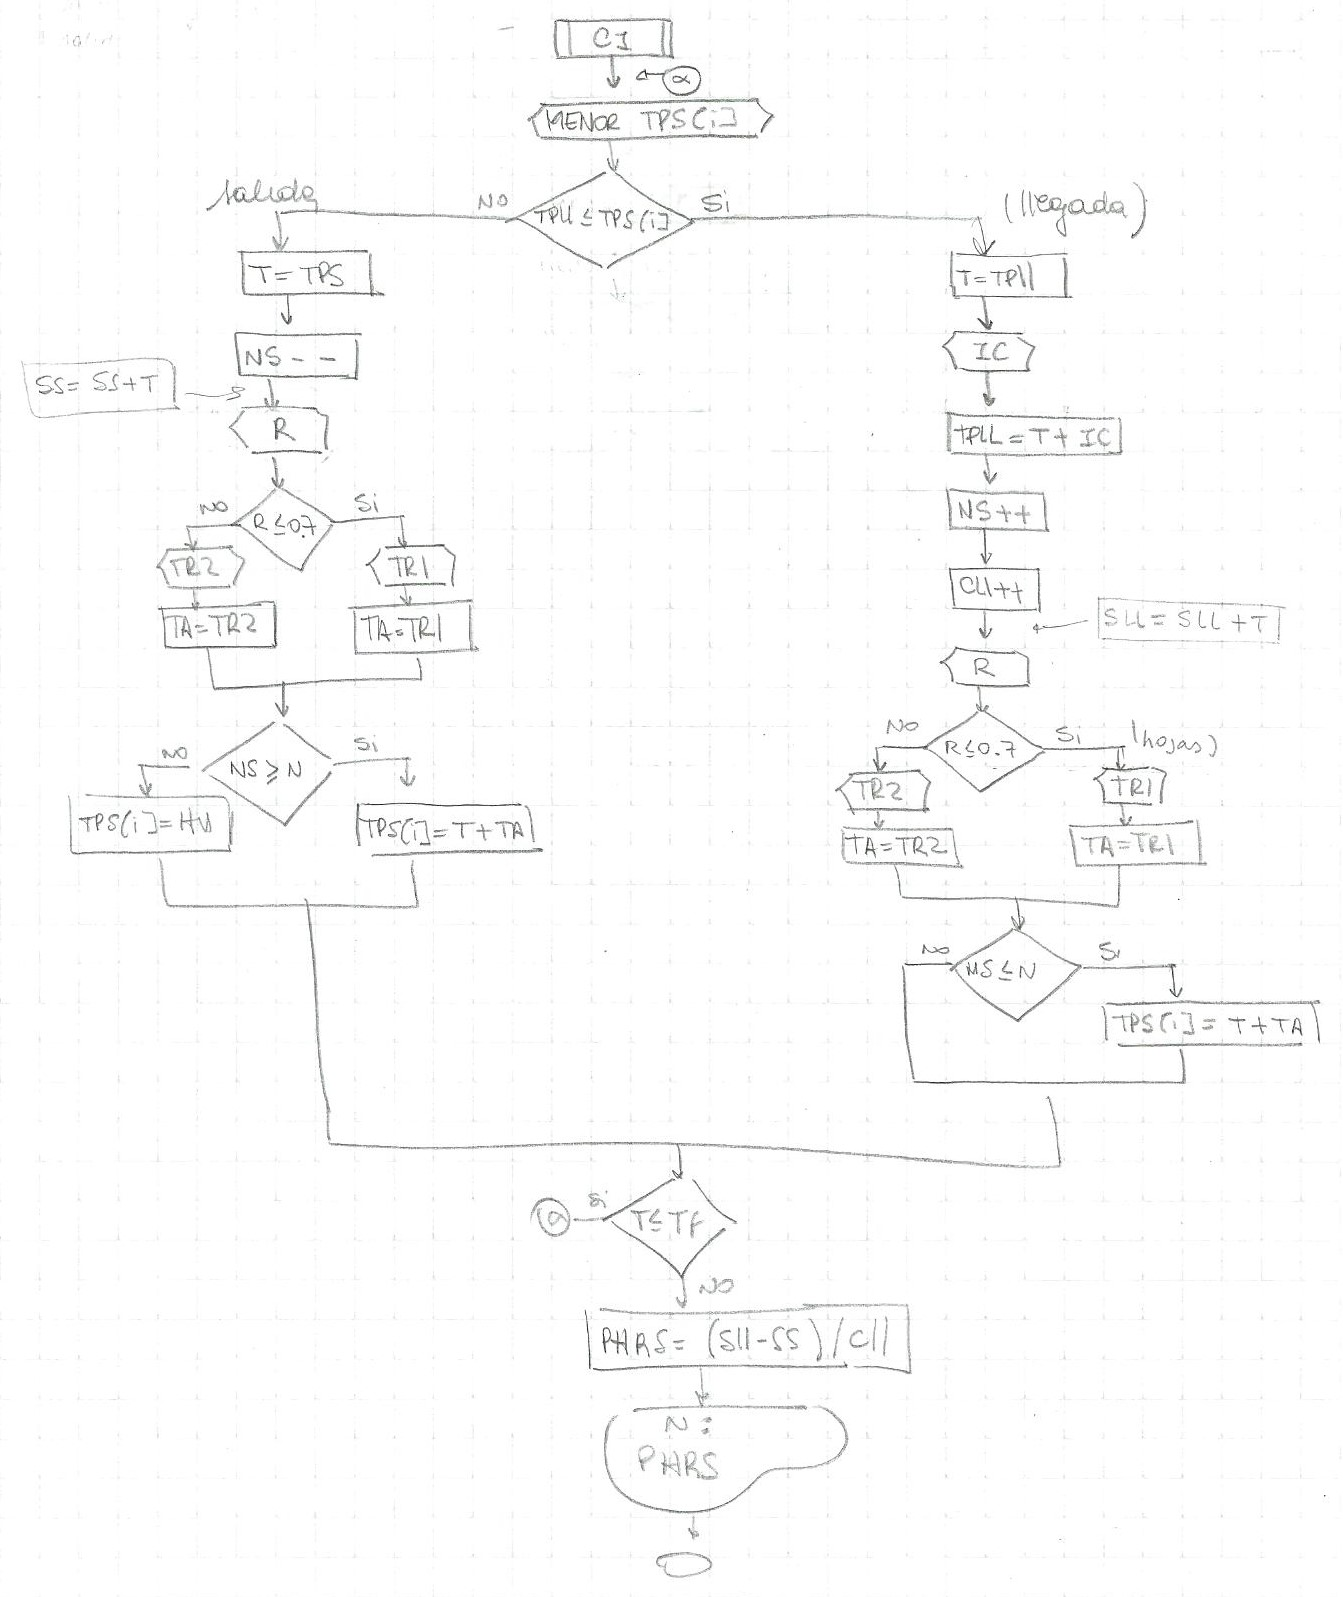 CI
α
MENOR TPS[i]
TPLL ≤ TPS[i]
NO
Si
salida
(llegada)
T = TPS
NS--
SS = SS+T
R
R ≤ 0.7
NO
Si
TR2
TR1
TA = TR2
TA = TR1
NS ≥ N
NO
Si
TPS[i] = HV
TPS[i] = T + TA
T = TPll
IC
TPLL = T + IC
NS++
CLl++
SLL = SLL + T
R
R ≤ 0.7
NO
Si
(hojas)
TR2
TR1
TA = TR2
TA = TR1
NS ≤ N
NO
Si
TPS[i] = T + TA
T ≤ Tf
Si
NO
PHRS = (Sll-SS)/Cll
N:
PHRS